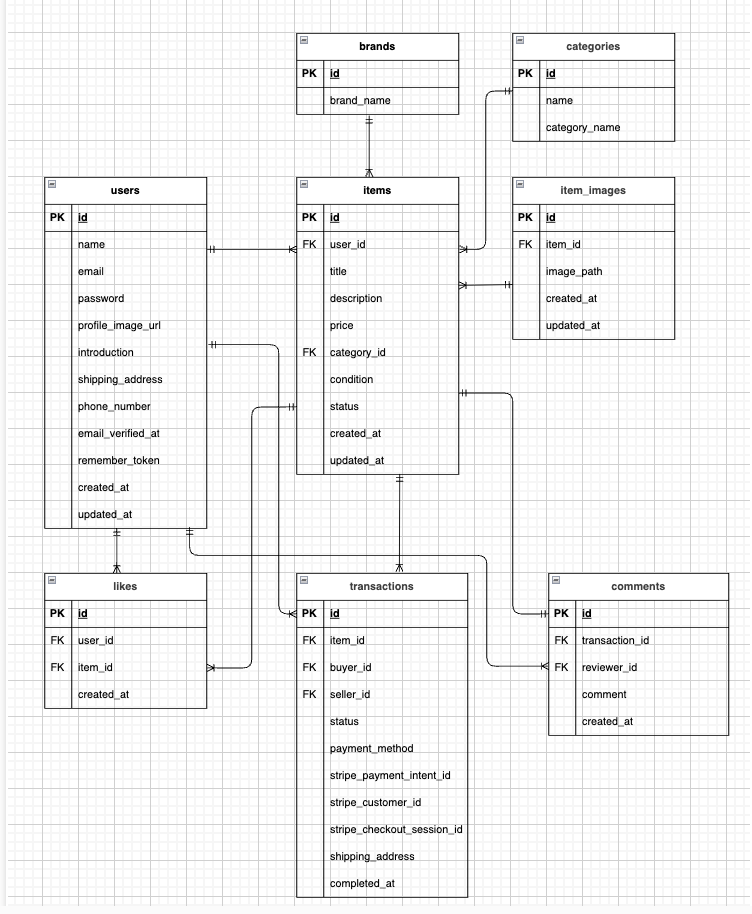 brands
PK id
brand_name
categories
PK id
name
category_name
users
PK id
name
email
password
profile_image_url
introduction
shipping_address
phone_number
email_verified_at
remember_token
created_at
updated_at
items
PK id
FK user_id
title
description
price
FK category_id
condition
status
created_at
updated_at
item_images
PK id
FK item_id
image_path
created_at
updated_at
likes
PK id
FK user_id
FK item_id
created_at
transactions
PK id
FK item_id
FK buyer_id
FK seller_id
status
payment_method
stripe_payment_intent_id
stripe_customer_id
stripe_checkout_session_id
shipping_address
completed_at
comments
PK id
FK transaction_id
FK reviewer_id
comment
created_at